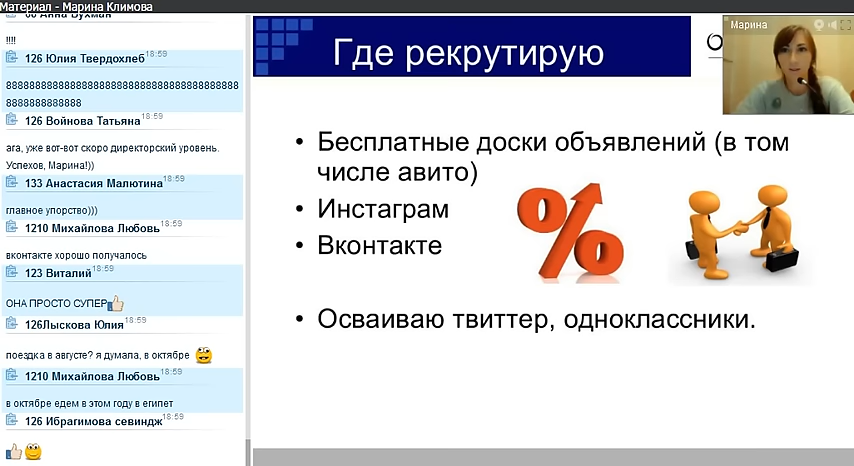 Материал - Марина Климова
!!!!
126 Юлия Твердохлеб 18:59
8888888888888888888888888888888888888888
8888888888888
126 Войнова Татьяна 18:59
ага, уже вот-вот скоро директорский уровень.
Успехов, Марина!))
133 Анастасия Малютина 18:59
главное упорство)))
1210 Михайлова Любовь 18:59
вконтакте хорошо получалось
123 Виталий 18:59
ОНА ПРОСТО СУПЕР
126Лыскова Юлия 18:59
поездка в августе? я думала, в октябре
1210 Михайлова Любовь 18:59
в октябре едем в этом году в египет
126 Ибрагимова севиндж 18:59
Где рекрутирую
Марина
• Бесплатные доски объявлений (в том
числе авито)
• Инстаграм
• Вконтакте
%
• Осваиваю твиттер, одноклассники.